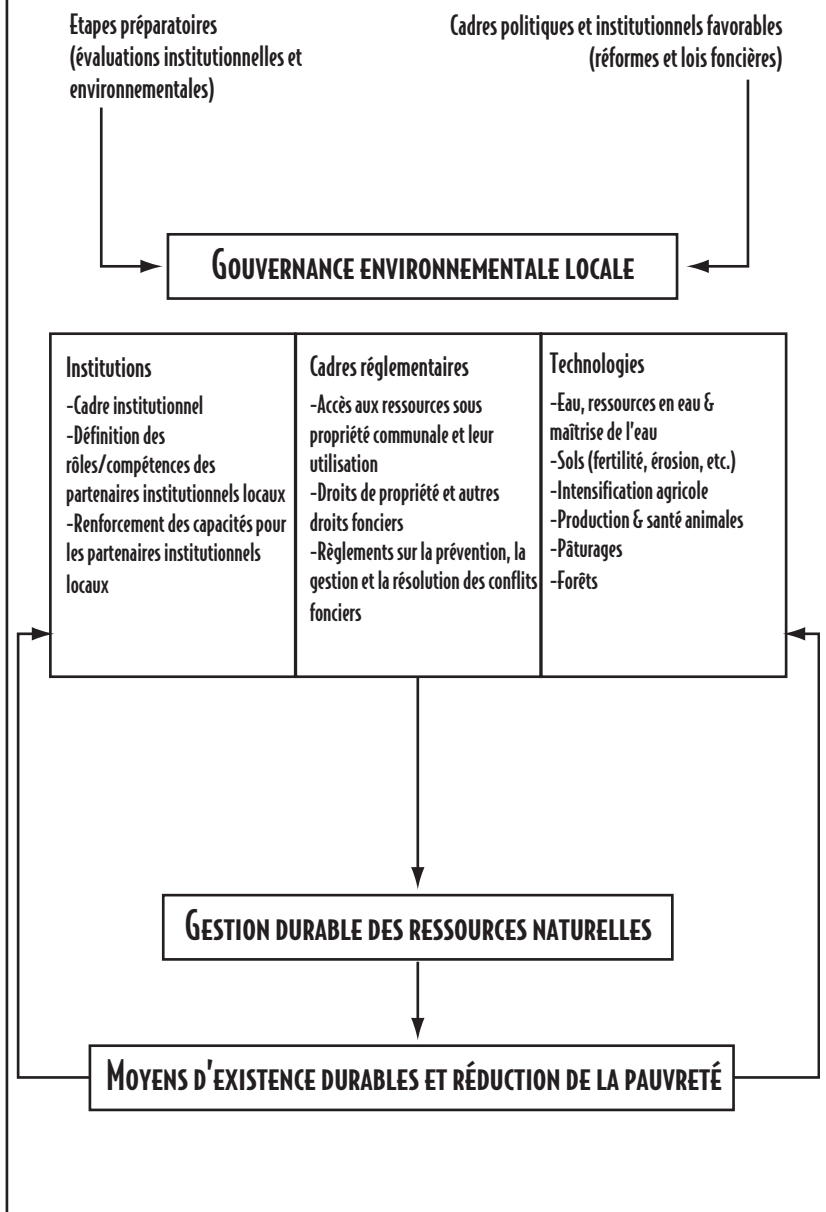 Etapes préparatoires
(évaluations institutionnelles et
environnementales)
Cadres politiques et institutionnels favorables
(réformes et lois foncières)
GOUVERNANCE ENVIRONNEMENTALE LOCALE
Institutions
-Cadre institutionnel
-Définition des
rôles/compétences des
partenaires institutionnels locaux
-Renforcement des capacités pour
les partenaires institutionnels
locaux
Cadres réglementaires
-Accès aux ressources sous
propriété communale et leur
utilisation
-Droits de propriété et autres
droits fonciers
-Règlements sur la prévention, la
gestion et la résolution des conflits
fonciers
Technologies
-Eau, ressources en eau &
maîtrise de l'eau
-Sols (fertilité, érosion, etc.)
-Intensification agricole
-Production & santé animales
-Pâturages
-Forêts
GESTION DURABLE DES RESSOURCES NATURELLES
MOYENS D'EXISTENCE DURABLES ET RÉDUCTION DE LA PAUVRETÉ